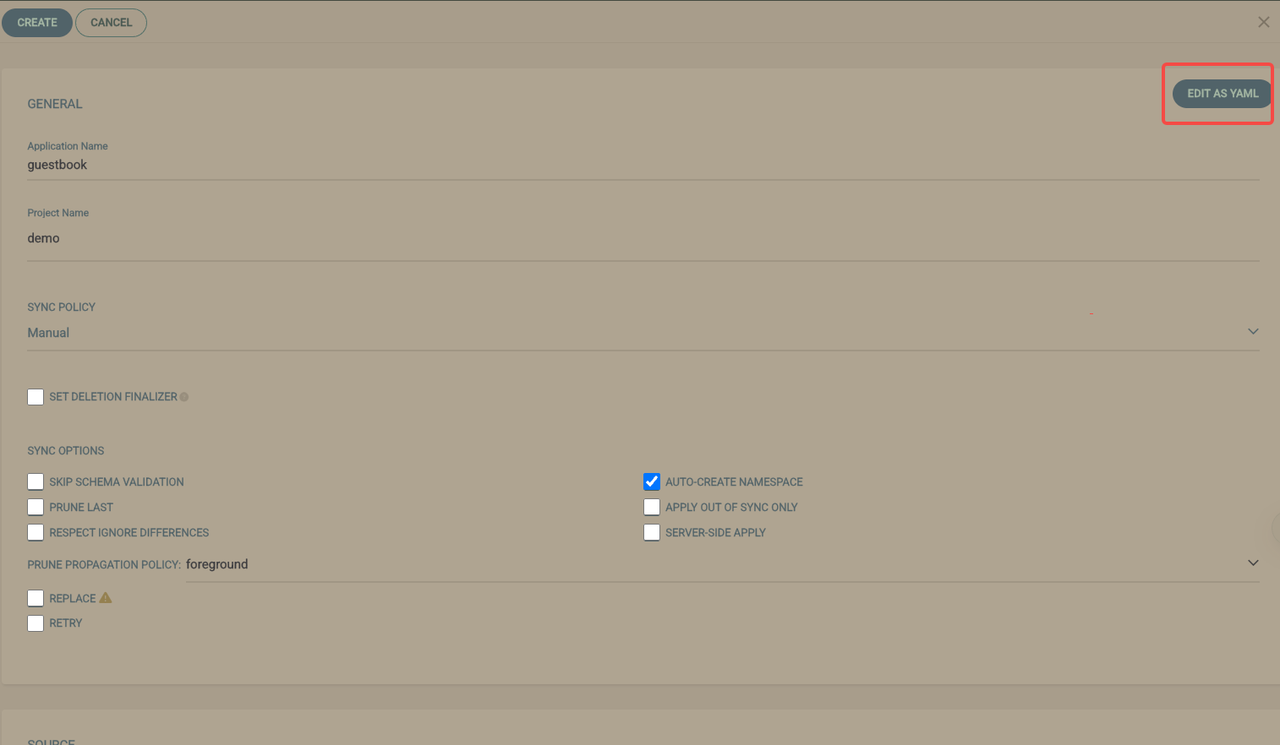 CREATE CANCEL
GENERAL
EDIT AS YAML
Application Name
guestbook
Project Name
demo
SYNC POLICY
Manual
SET DELETION FINALIZER
SYNC OPTIONS
SKIP SCHEMA VALIDATION
AUTO-CREATE NAMESPACE
PRUNE LAST
APPLY OUT OF SYNC ONLY
RESPECT IGNORE DIFFERENCES
SERVER-SIDE APPLY
PRUNE PROPAGATION POLICY: foreground
REPLACE
RETRY
SOURCE